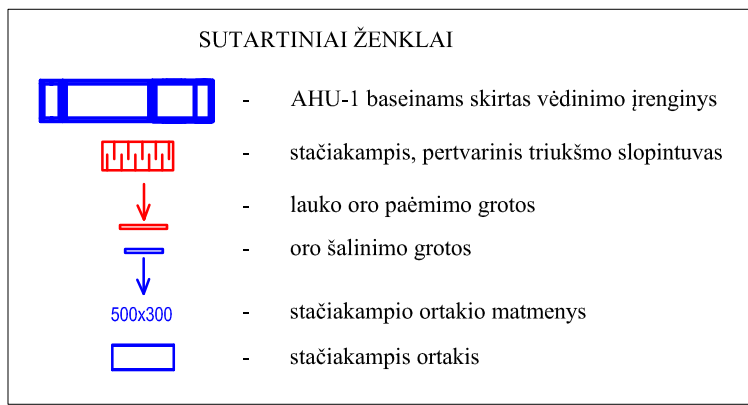 SUTARTINIAI ŽENKLAI
- AHU-1 baseinams skirtas vėdinimo įrenginys
- stačiakampis, pertvarinis triukšmo slopintuvas
- lauko oro paėmimo grotos
- oro šalinimo grotos
500x300 - stačiakampio ortakio matmenys
- stačiakampis ortakis